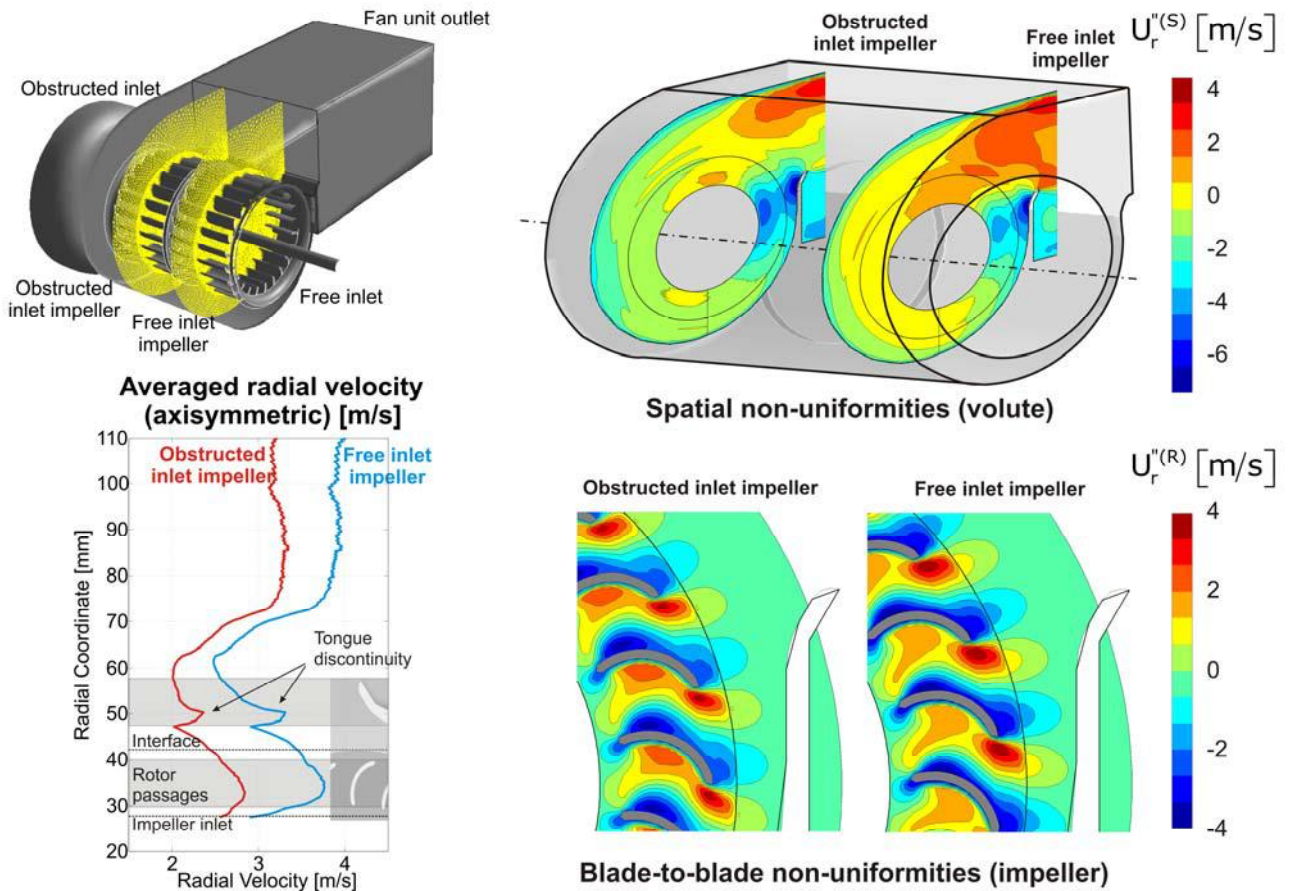 Fan unit outlet
Obstructed inlet
Obstructed
inlet impeller
Free inlet
impeller
Free inlet
Obstructed
inlet impeller
Free inlet
impeller
U_r"(S) [m/s]
4
2
0
-2
-4
-6
Spatial non-uniformities (volute)
Averaged radial velocity
(axisymmetric) [m/s]
110
100
90
80
70
60
50
40
30
20
Radial Coordinate [mm]
Obstructed
inlet impeller
Free inlet
impeller
Tongue
discontinuity
Interface
Rotor
passages
Impeller inlet
2
3
4
Radial Velocity [m/s]
U_r"(R) [m/s]
Obstructed inlet impeller
Free inlet impeller
4
2
0
-2
-4
Blade-to-blade non-uniformities (impeller)